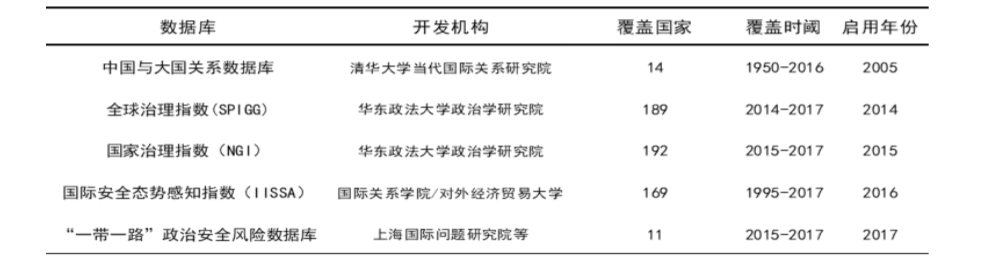 数据库 开发机构 覆盖国家 覆盖时阈 启用年份
中国与大国关系数据库 清华大学当代国际关系研究院 14 1950-2016 2005
全球治理指数(SPIGG) 华东政法大学政治学研究院 189 2014-2017 2014
国家治理指数（NGI） 华东政法大学政治学研究院 192 2015-2017 2015
国际安全态势感知指数（IISSA） 国际关系学院/对外经济贸易大学 169 1995-2017 2016
“一带一路”政治安全风险数据库 上海国际问题研究院等 11 2015-2017 2017